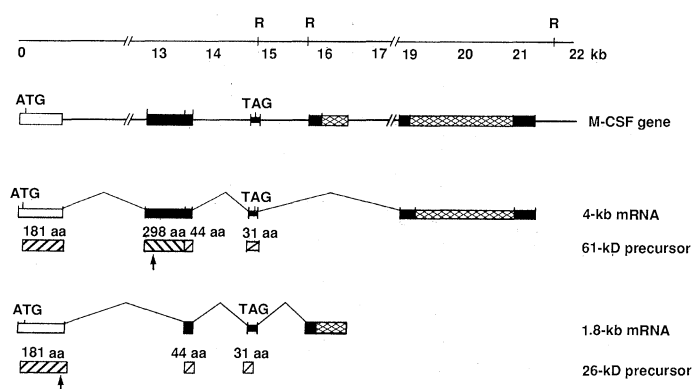 R R R
0 13 14 15 16 17 19 20 21 22 kb
ATG TAG
M-CSF gene
ATG TAG
4-kb mRNA
181 aa 298 aa 44 aa 31 aa
61-kD precursor
ATG TAG
1.8-kb mRNA
181 aa 44 aa 31 aa
26-kD precursor